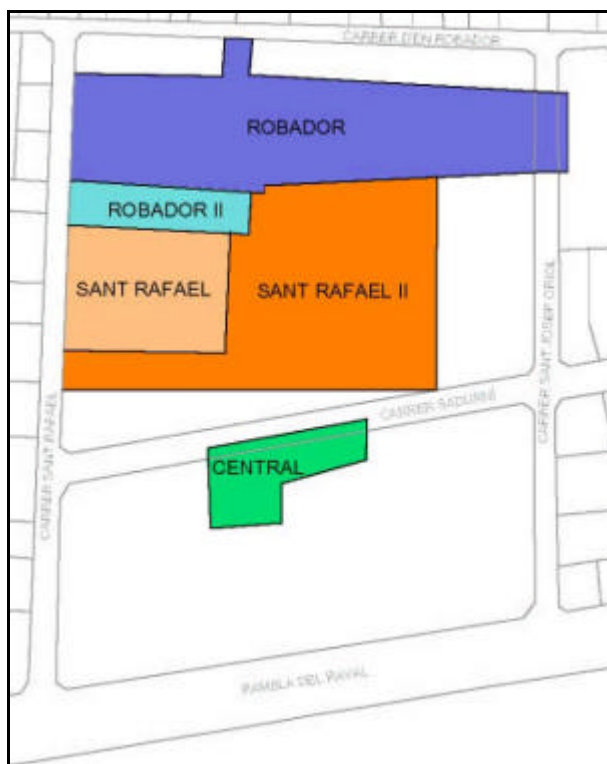 CARRER D'EN ROBADOR
ROBADOR
ROBADOR II
SANT RAFAEL
SANT RAFAEL II
CARRER SANT JOSEP ORIOL
CARRER SADURNÍ
CARRER SANT RAFAEL
CENTRAL
RAMBLA DEL RAVAL